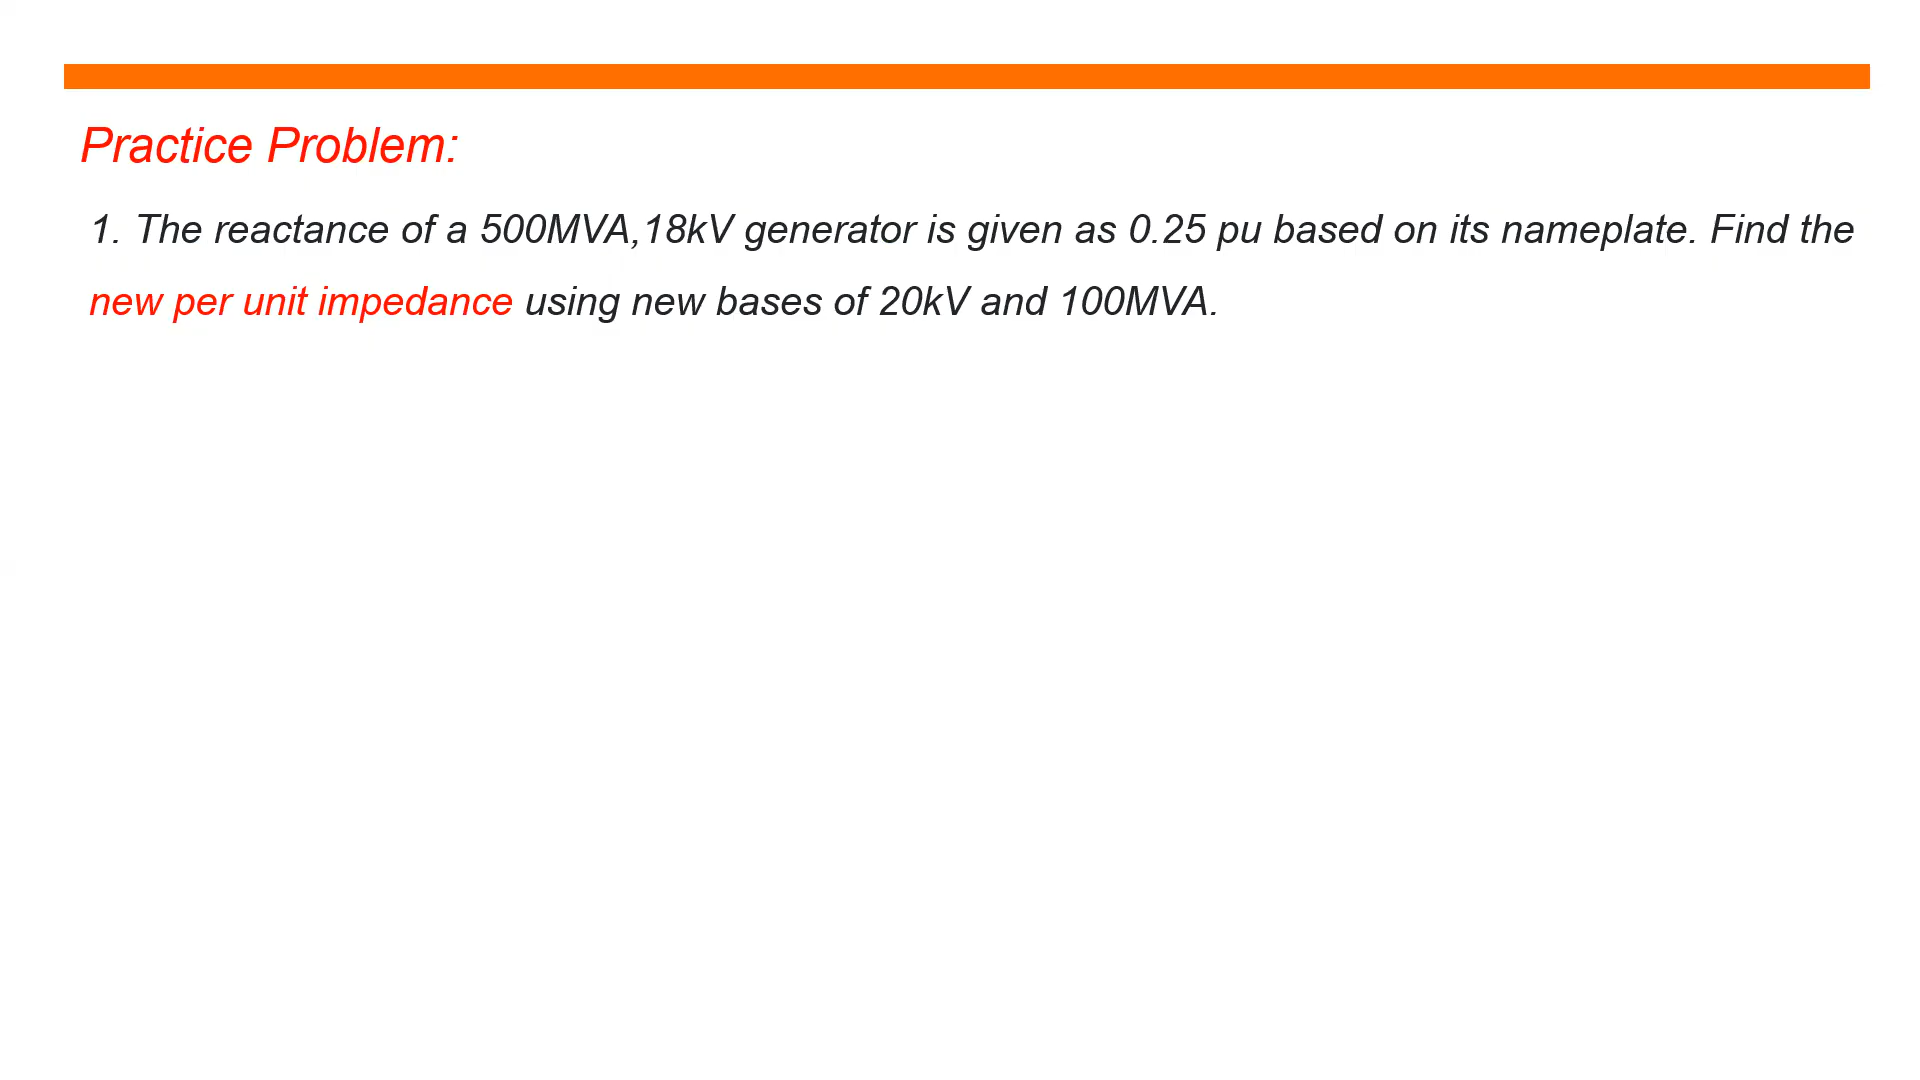 Practice Problem:
1. The reactance of a 500MVA,18kV generator is given as 0.25 pu based on its nameplate. Find the
new per unit impedance using new bases of 20kV and 100MVA.